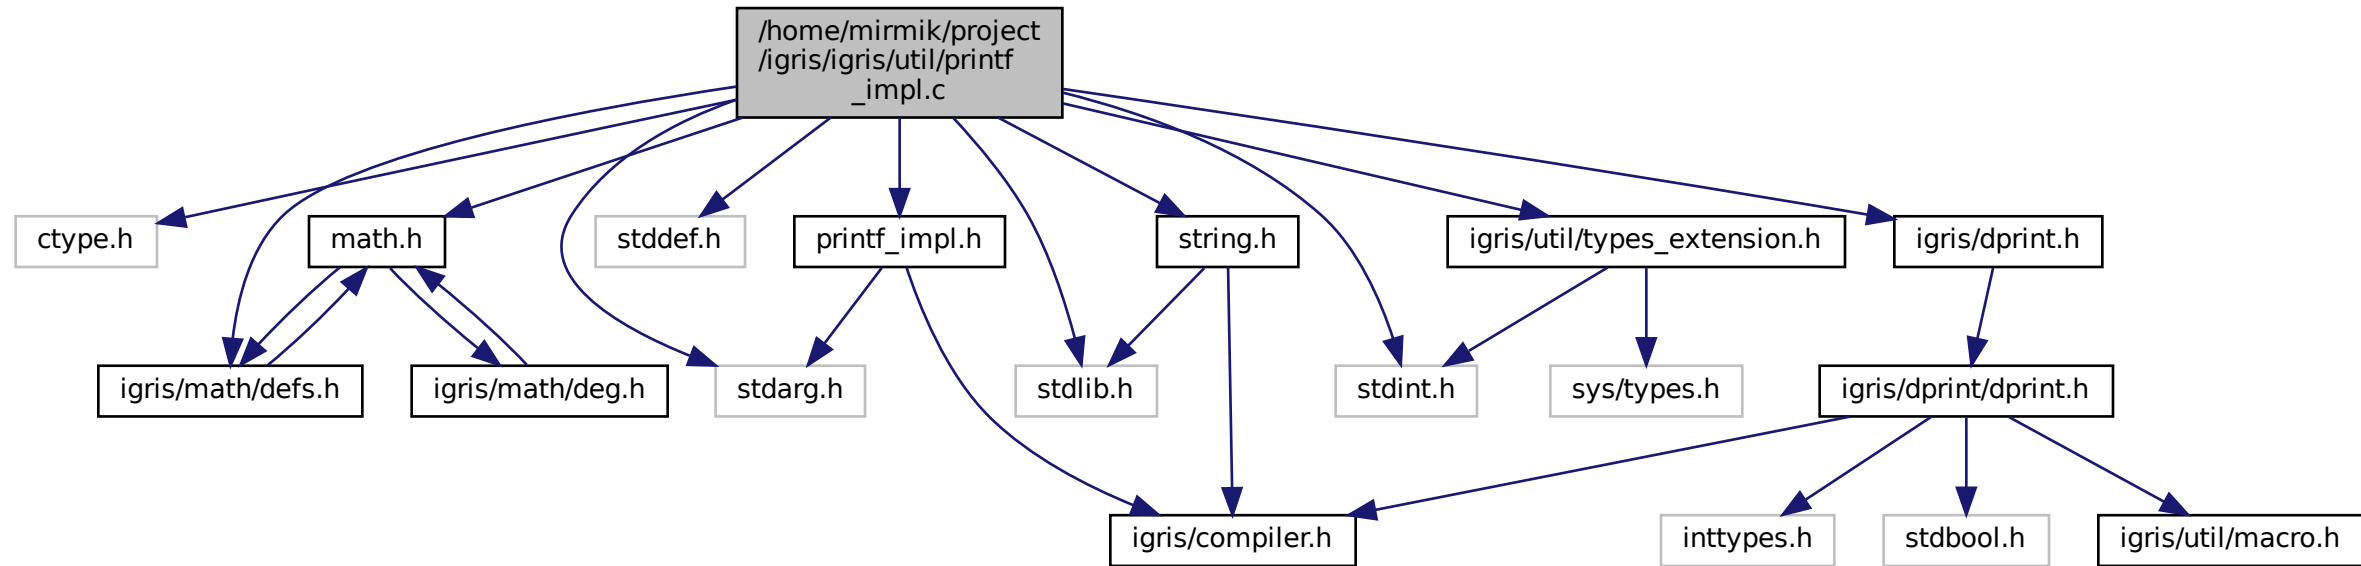 /home/mirmik/project
/igris/igris/util/printf
_impl.c
ctype.h
math.h
stddef.h
printf_impl.h
string.h
igris/util/types_extension.h
igris/dprint.h
igris/math/defs.h
igris/math/deg.h
stdarg.h
stdlib.h
stdint.h
sys/types.h
igris/dprint/dprint.h
igris/compiler.h
inttypes.h
stdbool.h
igris/util/macro.h